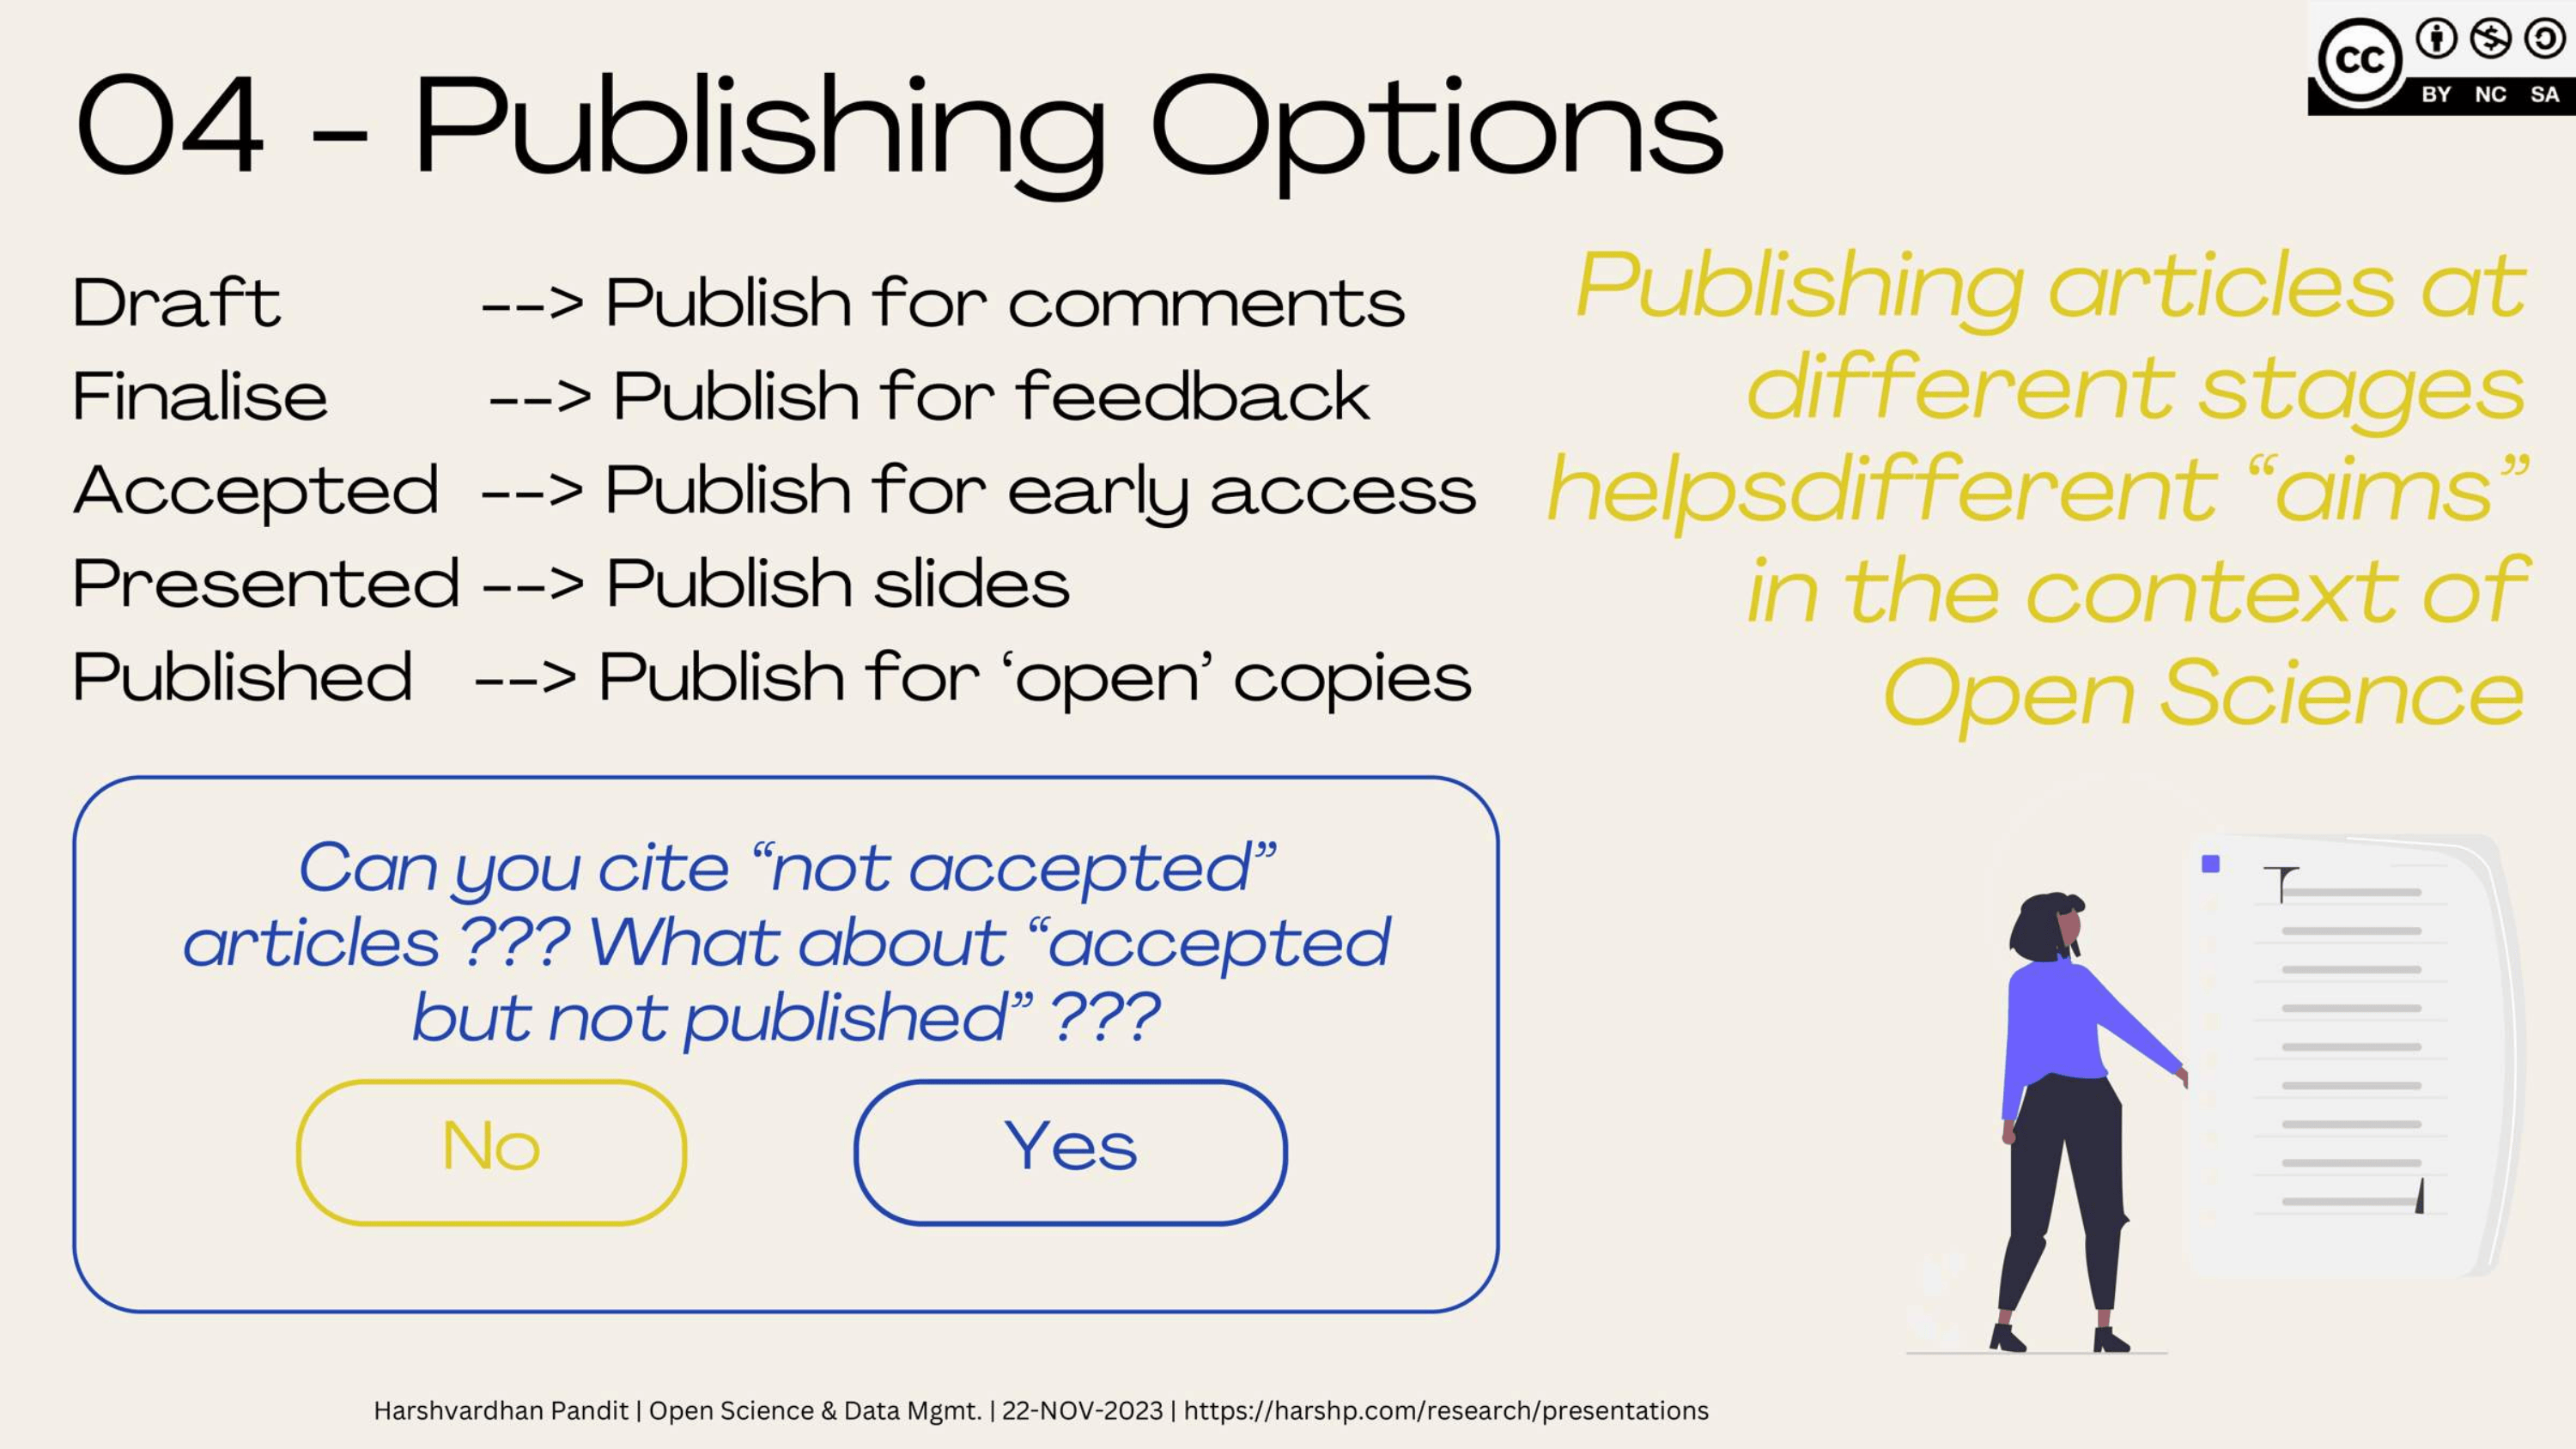 04 - Publishing Options
CC
BY NC SA
Draft --> Publish for comments
Finalise --> Publish for feedback
Accepted --> Publish for early access
Presented --> Publish slides
Published --> Publish for ‘open’ copies
Publishing articles at
different stages
helpsdifferent “aims”
in the context of
Open Science
Can you cite “not accepted”
articles ??? What about “accepted
but not published” ???
No
Yes
Harshvardhan Pandit | Open Science & Data Mgmt. | 22-NOV-2023 | https://harshp.com/research/presentations